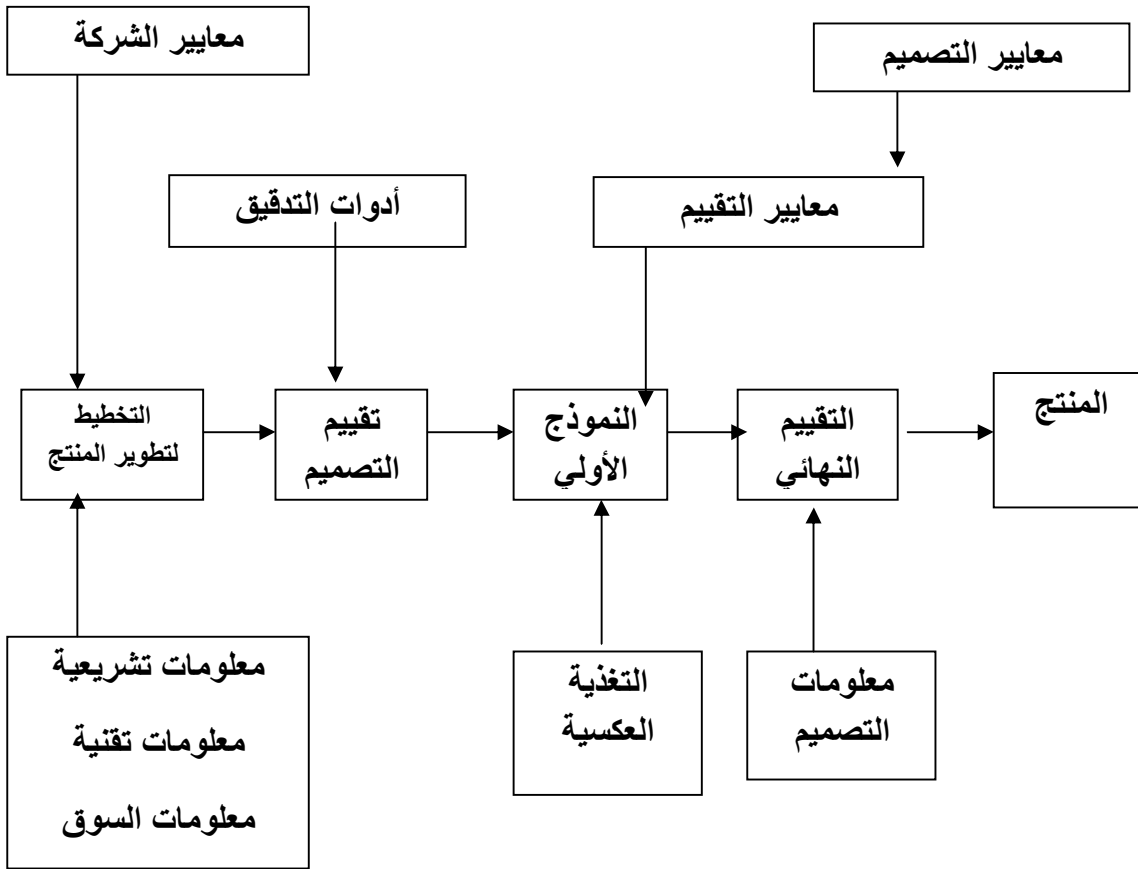 معايير الشركة
معايير التصميم
أدوات التدقيق
معايير التقييم
التخطيط
لتطوير المنتج
تقييم
التصميم
النموذج
الأولي
التقييم
النهائي
المنتج
معلومات تشريعية
معلومات تقنية
معلومات السوق
التغذية
العكسية
معلومات
التصميم